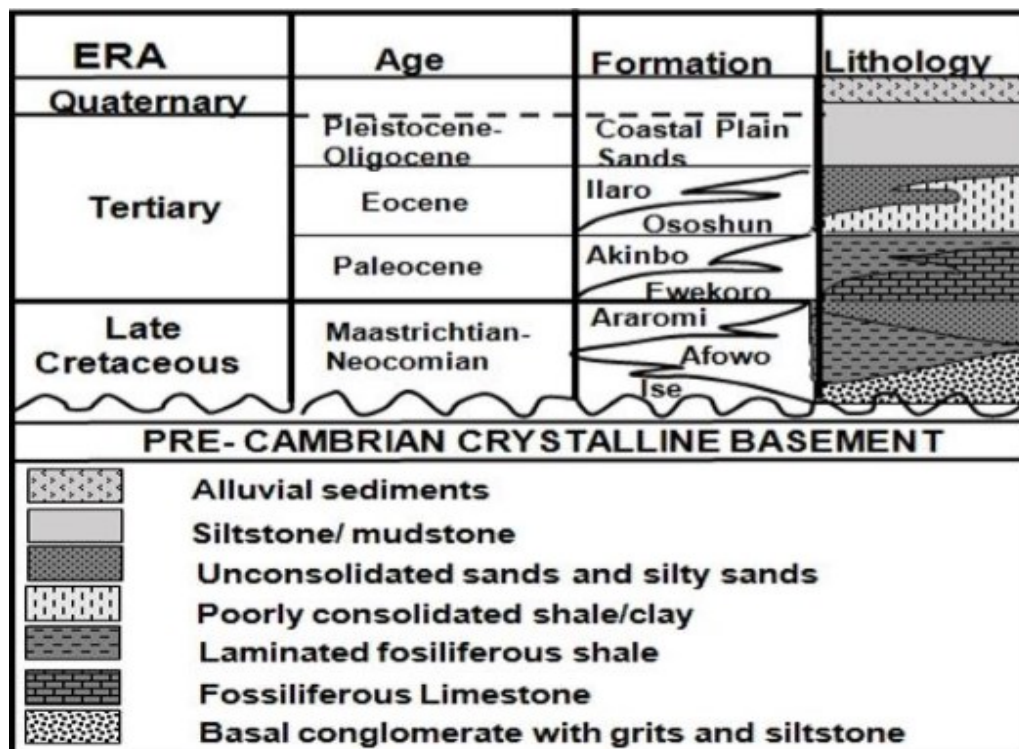 ERA Age Formation Lithology
Quaternary
Pleistocene-
Oligocene
Coastal Plain
Sands
Tertiary
Eocene
Ilaro
Ososhun
Paleocene
Akinbo
Ewekoro
Late
Cretaceous
Maastrichtian-
Neocomian
Araromi
Afowo
Ise
PRE- CAMBRIAN CRYSTALLINE BASEMENT
Alluvial sediments
Siltstone/ mudstone
Unconsolidated sands and silty sands
Poorly consolidated shale/clay
Laminated fosiliferous shale
Fossiliferous Limestone
Basal conglomerate with grits and siltstone